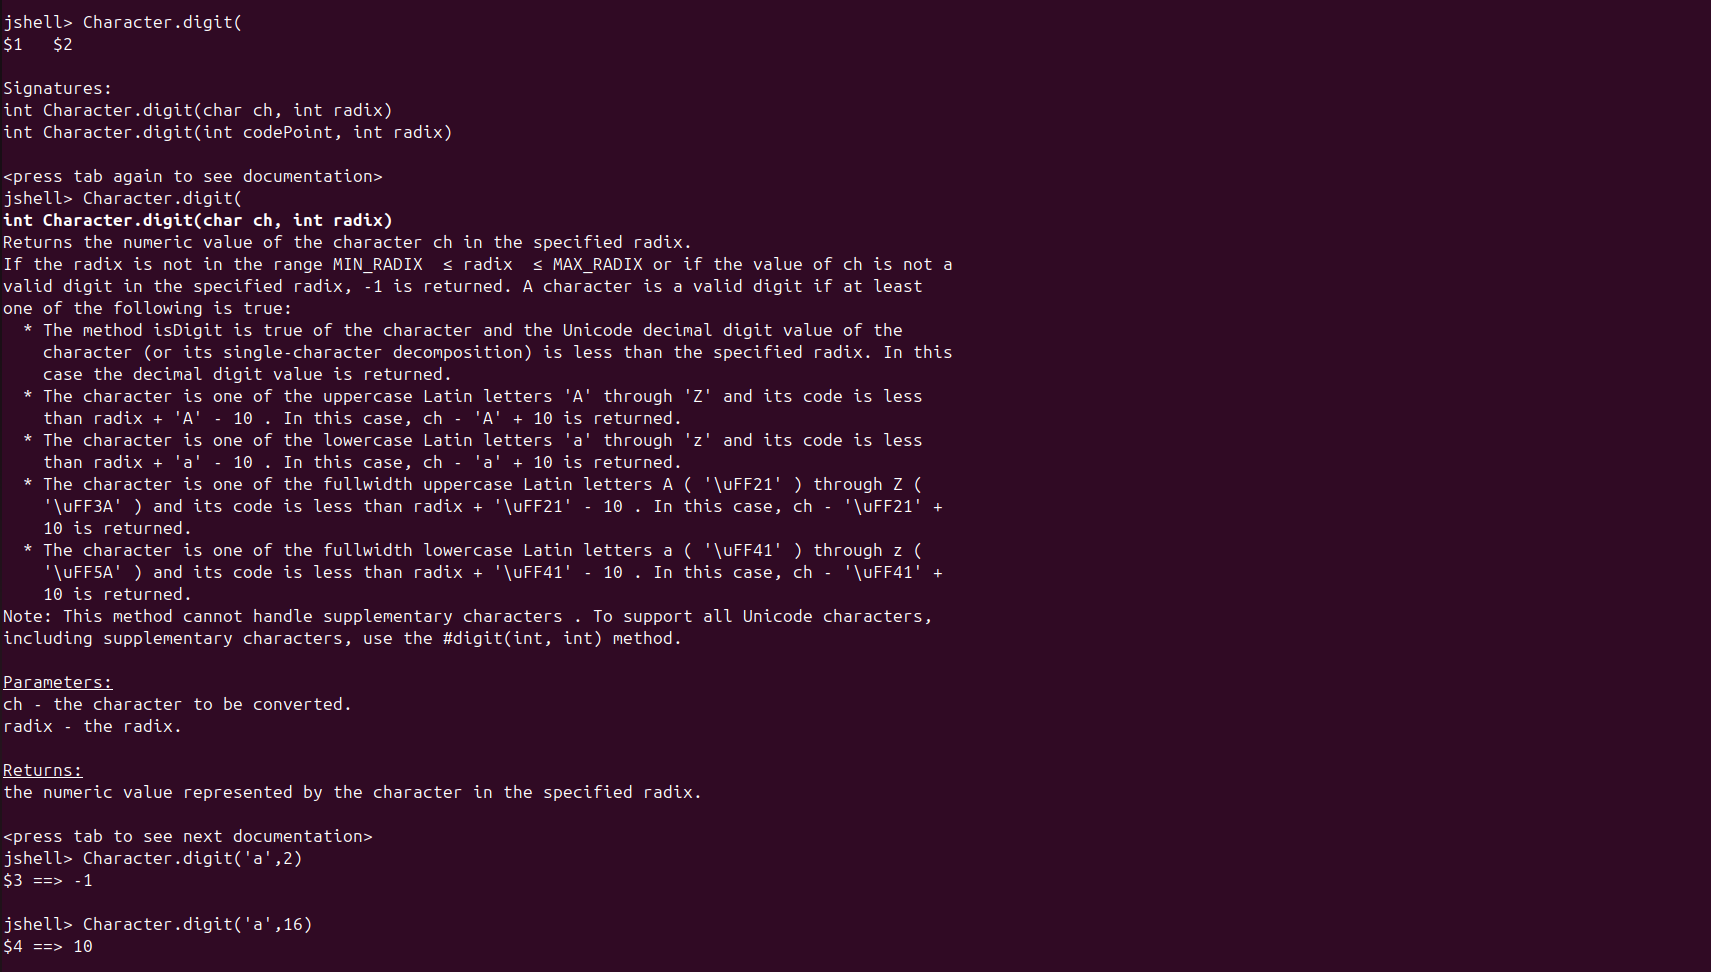 jshell> Character.digit(
$1   $2

Signatures:
int Character.digit(char ch, int radix)
int Character.digit(int codePoint, int radix)

<press tab again to see documentation>
jshell> Character.digit(
int Character.digit(char ch, int radix)
Returns the numeric value of the character ch in the specified radix.
If the radix is not in the range MIN_RADIX  ≤ radix  ≤ MAX_RADIX or if the value of ch is not a
valid digit in the specified radix, -1 is returned. A character is a valid digit if at least
one of the following is true:
  * The method isDigit is true of the character and the Unicode decimal digit value of the
    character (or its single-character decomposition) is less than the specified radix. In this
    case the decimal digit value is returned.
  * The character is one of the uppercase Latin letters 'A' through 'Z' and its code is less
    than radix + 'A' - 10 . In this case, ch - 'A' + 10 is returned.
  * The character is one of the lowercase Latin letters 'a' through 'z' and its code is less
    than radix + 'a' - 10 . In this case, ch - 'a' + 10 is returned.
  * The character is one of the fullwidth uppercase Latin letters A ( '\uFF21' ) through Z (
    '\uFF3A' ) and its code is less than radix + '\uFF21' - 10 . In this case, ch - '\uFF21' +
    10 is returned.
  * The character is one of the fullwidth lowercase Latin letters a ( '\uFF41' ) through z (
    '\uFF5A' ) and its code is less than radix + '\uFF41' - 10 . In this case, ch - '\uFF41' +
    10 is returned.
Note: This method cannot handle supplementary characters . To support all Unicode characters,
including supplementary characters, use the #digit(int, int) method.

Parameters:
ch - the character to be converted.
radix - the radix.

Returns:
the numeric value represented by the character in the specified radix.

<press tab to see next documentation>
jshell> Character.digit('a',2)
$3 ==> -1

jshell> Character.digit('a',16)
$4 ==> 10